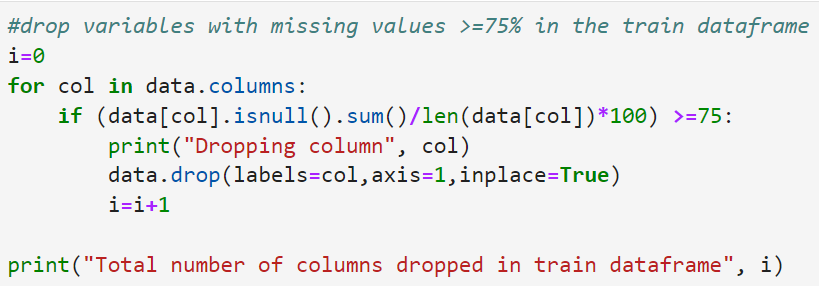 #drop variables with missing values >=75% in the train dataframe
i=0
for col in data.columns:
    if (data[col].isnull().sum()/len(data[col])*100) >=75:
        print("Dropping column", col)
        data.drop(labels=col,axis=1,inplace=True)
        i=i+1

print("Total number of columns dropped in train dataframe", i)